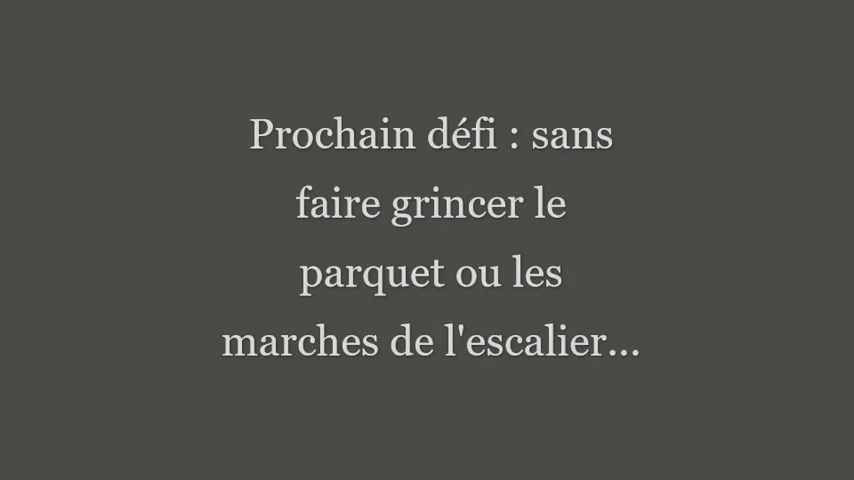 Prochain défi : sans
faire grincer le
parquet ou les
marches de l'escalier...